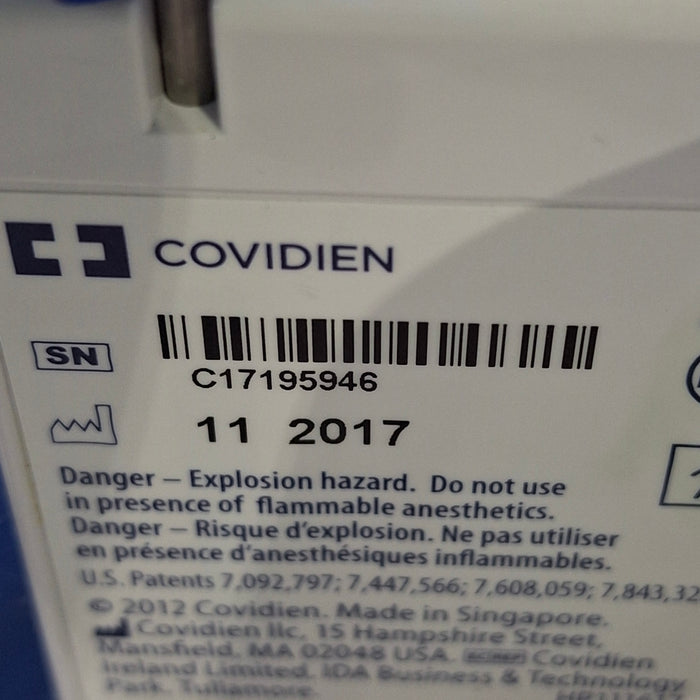 COVIDIEN
SN
C17195946
11 2017
Danger – Explosion hazard. Do not use
in presence of flammable anesthetics.
Danger – Risque d'explosion. Ne pas utiliser
en présence d'anesthésiques inflammables.
U.S. Patents 7,092,797; 7,447,566; 7,608,059; 7,843,32
© 2012 Covidien. Made in Singapore.
Covidien llc, 15 Hampshire Street,
Mansfield, MA 02048 USA. Covidien
Ireland Limited, IDA Business & Technology
Park, Tullamore.